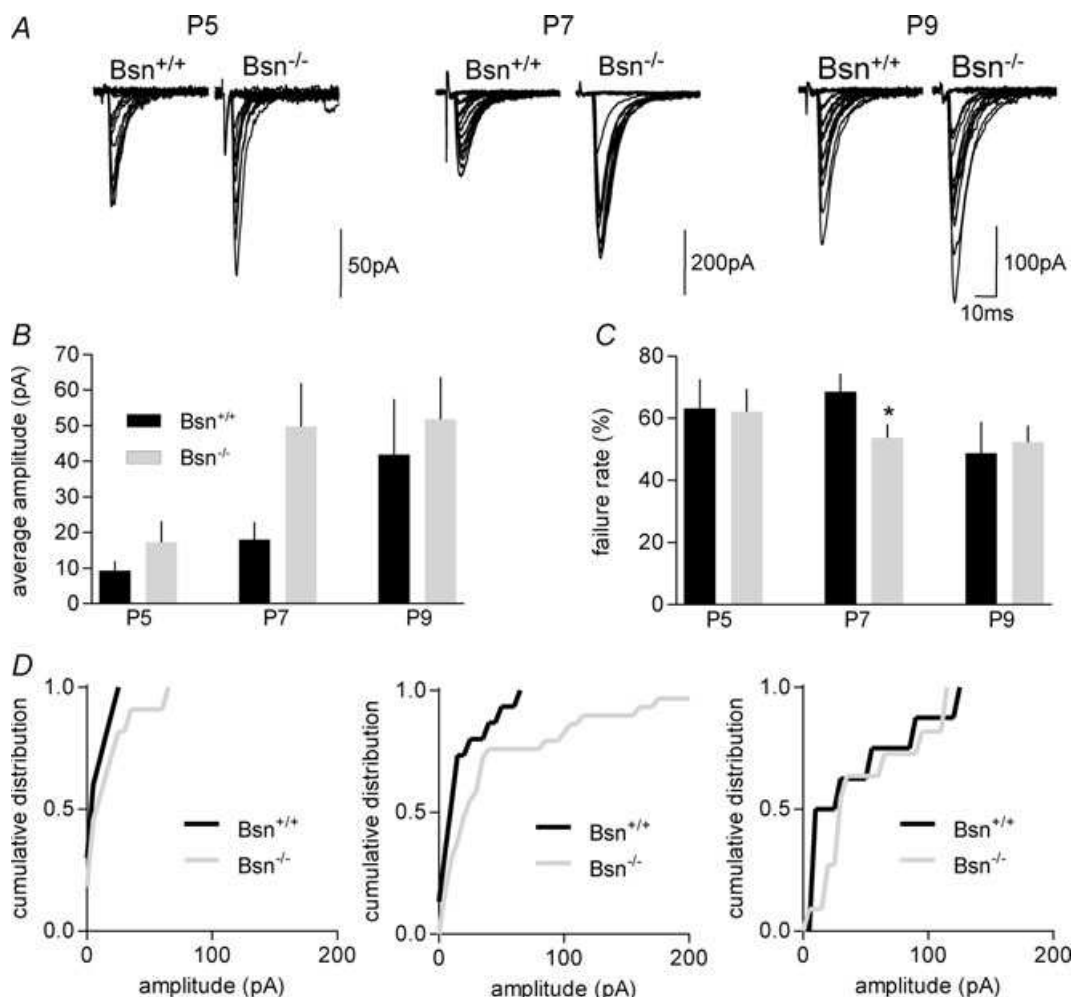 A P5 P7 P9
Bsn+/+ Bsn-/- Bsn+/+ Bsn-/- Bsn+/+ Bsn-/-
50pA 200pA 100pA
10ms
B
average amplitude (pA)
70
60
50
40
30
20
10
0
Bsn+/+
Bsn-/-
P5 P7 P9
C
failure rate (%)
80
60
40
20
0
*
P5 P7 P9
D
cumulative distribution
1.0
0.5
0.0
Bsn+/+
Bsn-/-
0 100 200
amplitude (pA)
cumulative distribution
1.0
0.5
0.0
Bsn+/+
Bsn-/-
0 100 200
amplitude (pA)
cumulative distribution
1.0
0.5
0.0
Bsn+/+
Bsn-/-
0 100 200
amplitude (pA)